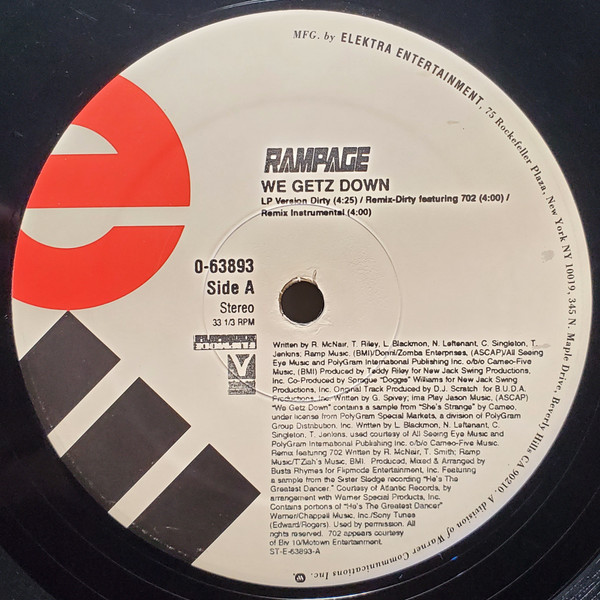 MFG. by ELEKTRA ENTERTAINMENT, 75 Rockefeller Plaza, New York NY 10019, 345 N. Maple Drive, Beverly Hills CA 90210. A division of Warner Communications Inc.
RAMPAGE
WE GETZ DOWN
LP Version Dirty (4:25) / Remix-Dirty featuring 702 (4:00) /
Remix Instrumental (4:00)
0-63893
Side A
Stereo
33 1/3 RPM
Written by R. McNair, T. Riley, L. Blackmon, N. Leftenant, C. Singleton, T.
Jenkins; Ramp Music, (BMI)/Donril/Zomba Enterprises, (ASCAP)/All Seeing
Eye Music and PolyGram International Publishing Inc. o/b/o Cameo-Five
Music, (BMI) Produced by Teddy Riley for New Jack Swing Productions,
Inc. Co-Produced by Sprague "Doggie" Williams for New Jack Swing
Productions, Inc. Original Track Produced by D.J. Scratch for B.U.D.A.
Productions, Inc. Written by G. Spivey; Ima Play Jason Music, (ASCAP)
"We Getz Down" contains a sample from "She's Strange" by Cameo,
under license from PolyGram Special Markets, a division of PolyGram
Group Distribution, Inc. Written by L. Blackmon, N. Leftenant, C.
Singleton, T. Jenkins, used courtesy of All Seeing Eye Music and
PolyGram International Publishing Inc. o/b/o Cameo-Five Music.
Remix featuring 702 Written by R. McNair, T. Smith; Ramp
Music/T'Ziah's Music, BMI. Produced, Mixed & Arranged by
Busta Rhymes for Flipmode Entertainment, Inc. Featuring
a sample from the Sister Sledge recording "He's The
Greatest Dancer." Courtesy of Atlantic Records, by
arrangement with Warner Special Products, Inc.
Contains portions of "He's The Greatest Dancer"
Warner/Chappell Music, Inc./Sony Tunes
(Edward/Rogers). Used by permission. All
rights reserved. 702 appears courtesy
of Biv 10/Motown Entertainment.
ST-E-63893-A